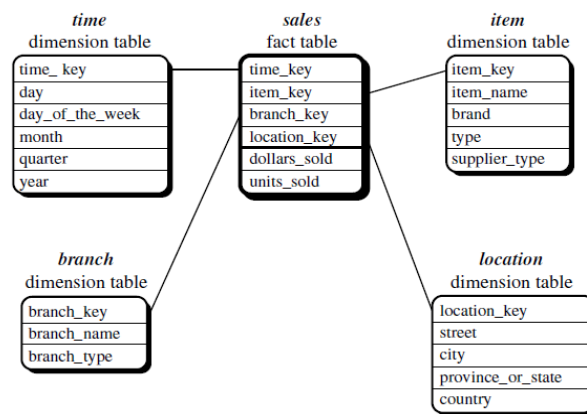 time
dimension table
time_ key
day
day_of_the_week
month
quarter
year
sales
fact table
time_key
item_key
branch_key
location_key
dollars_sold
units_sold
item
dimension table
item_key
item_name
brand
type
supplier_type
branch
dimension table
branch_key
branch_name
branch_type
location
dimension table
location_key
street
city
province_or_state
country